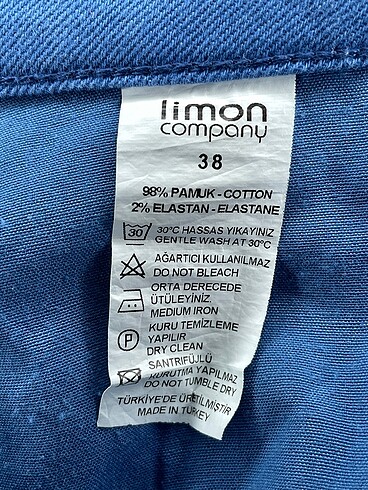 limon
company
38
98% PAMUK - COTTON
2% ELASTAN - ELASTANE
30 30°C HASSAS YIKAYINIZ
GENTLE WASH AT 30°C
AĞARTICI KULLANILMAZ
DO NOT BLEACH
ORTA DERECEDE
ÜTÜLEYİNİZ.
MEDIUM IRON
KURU TEMİZLEME
P YAPILIR
DRY CLEAN
SANTRİFÜJLÜ
KURUTMA YAPILMAZ
DO NOT TUMBLE DRY
TÜRKİYE'DE ÜRETİLMİŞTİR
MADE IN TURKEY